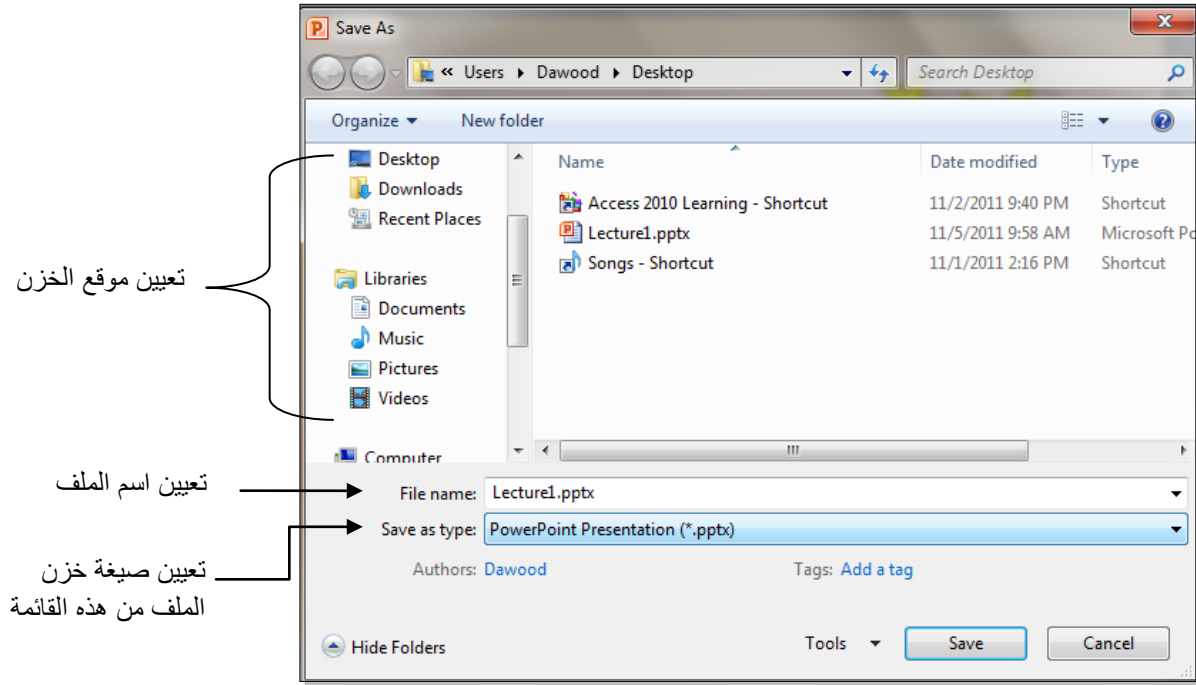 Save As
« Users ▸ Dawood ▸ Desktop
Search Desktop
Organize
New folder
Desktop
Downloads
Recent Places
Libraries
Documents
Music
Pictures
Videos
Computer
Name Date modified Type
Access 2010 Learning - Shortcut 11/2/2011 9:40 PM Shortcut
Lecture1.pptx 11/5/2011 9:58 AM Microsoft Po
Songs - Shortcut 11/1/2011 2:16 PM Shortcut
تعيين موقع الخزن
تعيين اسم الملف
File name: Lecture1.pptx
Save as type: PowerPoint Presentation (*.pptx)
تعيين صيغة خزن
الملف من هذه القائمة
Authors: Dawood Tags: Add a tag
Hide Folders
Tools Save Cancel